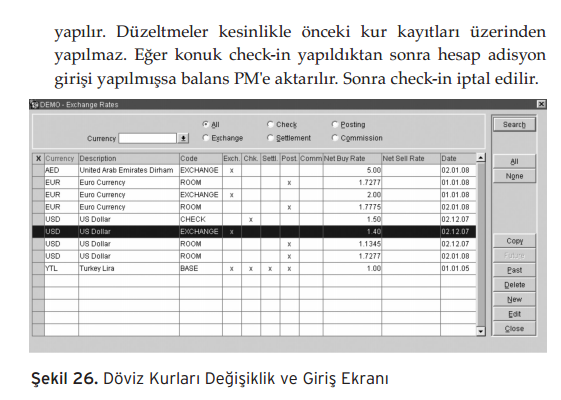 yapılır. Düzeltmeler kesinlikle önceki kur kayıtları üzerinden
yapılmaz. Eğer konuk check-in yapıldıktan sonra hesap adisyon
girişi yapılmışsa balans PM'e aktarılır. Sonra check-in iptal edilir.
DEMO - Exchange Rates
All Check Posting Search
Currency Exchange Settlement Commission
X Currency Description Code Exch. Chk. Settl. Post Comm Net Buy Rate Net Sell Rate Date All
AED United Arab Emirates Dirham EXCHANGE x 5.00 02.01.08
EUR Euro Currency ROOM x 1.7277 01.01.08 None
EUR Euro Currency EXCHANGE x 2.00 01.01.08
EUR Euro Currency ROOM x 1.7775 02.01.08
USD US Dollar CHECK x 1.50 02.12.07
USD US Dollar EXCHANGE x 1.40 02.12.07
USD US Dollar ROOM x 1.1345 02.12.07 Copy
USD US Dollar ROOM x 1.7277 02.01.08 Future
YTL Turkey Lira BASE x x x x 1.00 01.01.05 Past
Delete
New
Edit
Close
Şekil 26. Döviz Kurları Değişiklik ve Giriş Ekranı